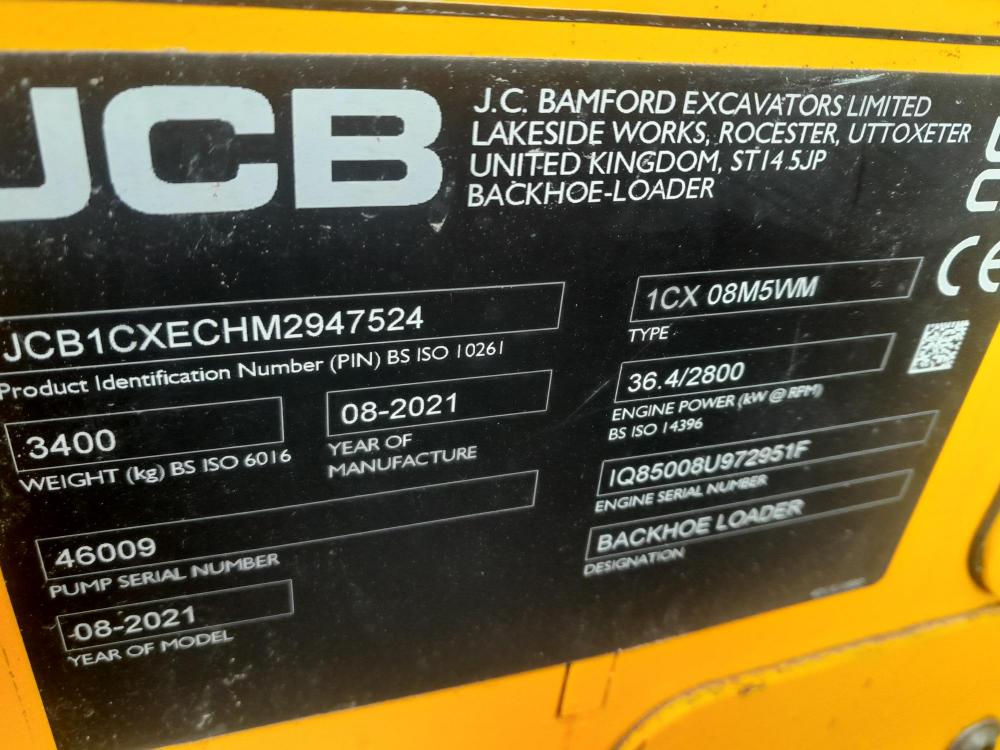 JCB
J.C. BAMFORD EXCAVATORS LIMITED
LAKESIDE WORKS, ROCESTER, UTTOXETER
UNITED KINGDOM, ST14 5JP
BACKHOE-LOADER
CE
JCB1CXECHM2947524
Product Identification Number (PIN) BS ISO 10261
1CX 08M5WM
TYPE
3400
WEIGHT (kg) BS ISO 6016
08-2021
YEAR OF
MANUFACTURE
36.4/2800
ENGINE POWER (kW @ RPM)
BS ISO 14396
46009
PUMP SERIAL NUMBER
IQ85008U972951F
ENGINE SERIAL NUMBER
08-2021
YEAR OF MODEL
BACKHOE LOADER
DESIGNATION